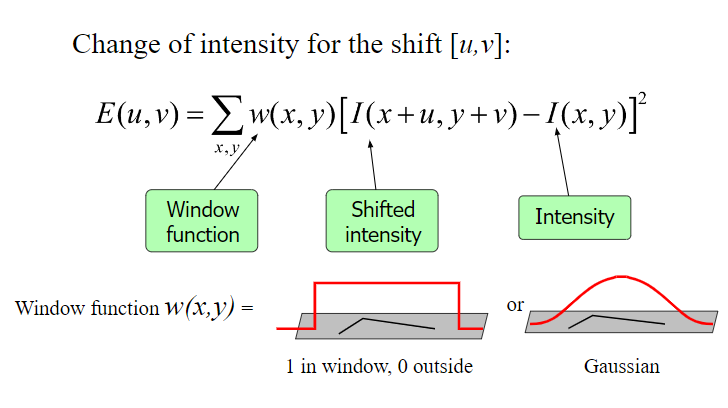 Change of intensity for the shift [u,v]:
E(u,v) = ∑ w(x,y)[I(x+u, y+v) − I(x,y)]²
x,y
Window
function
Shifted
intensity
Intensity
Window function w(x,y) =
or
1 in window, 0 outside
Gaussian